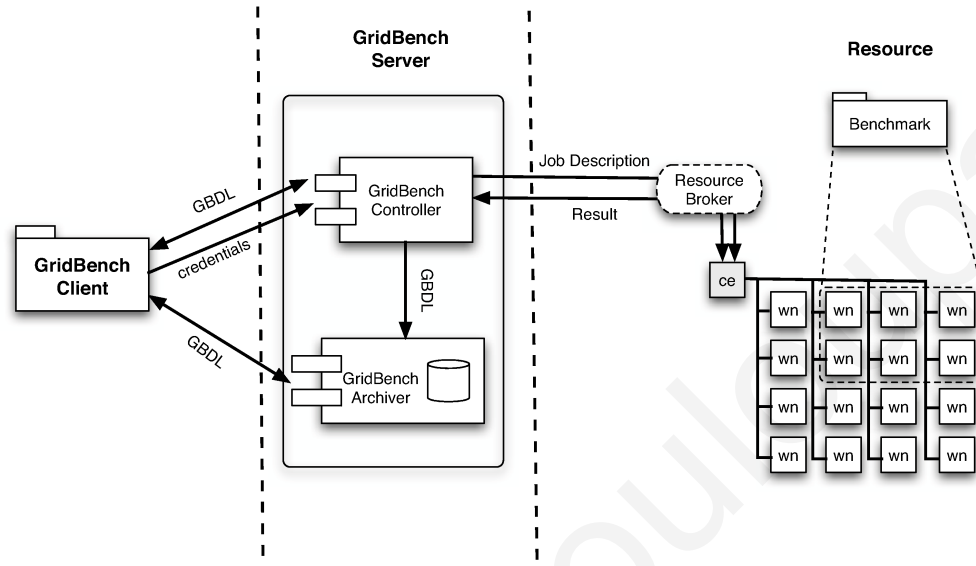 GridBench
Server
Resource
Benchmark
Job Description
Resource
Broker
GridBench
Controller
GBDL
Result
credentials
GridBench
Client
GBDL
ce
GBDL
wn wn wn wn
wn wn wn wn
GridBench
Archiver
wn wn wn wn
wn wn wn wn